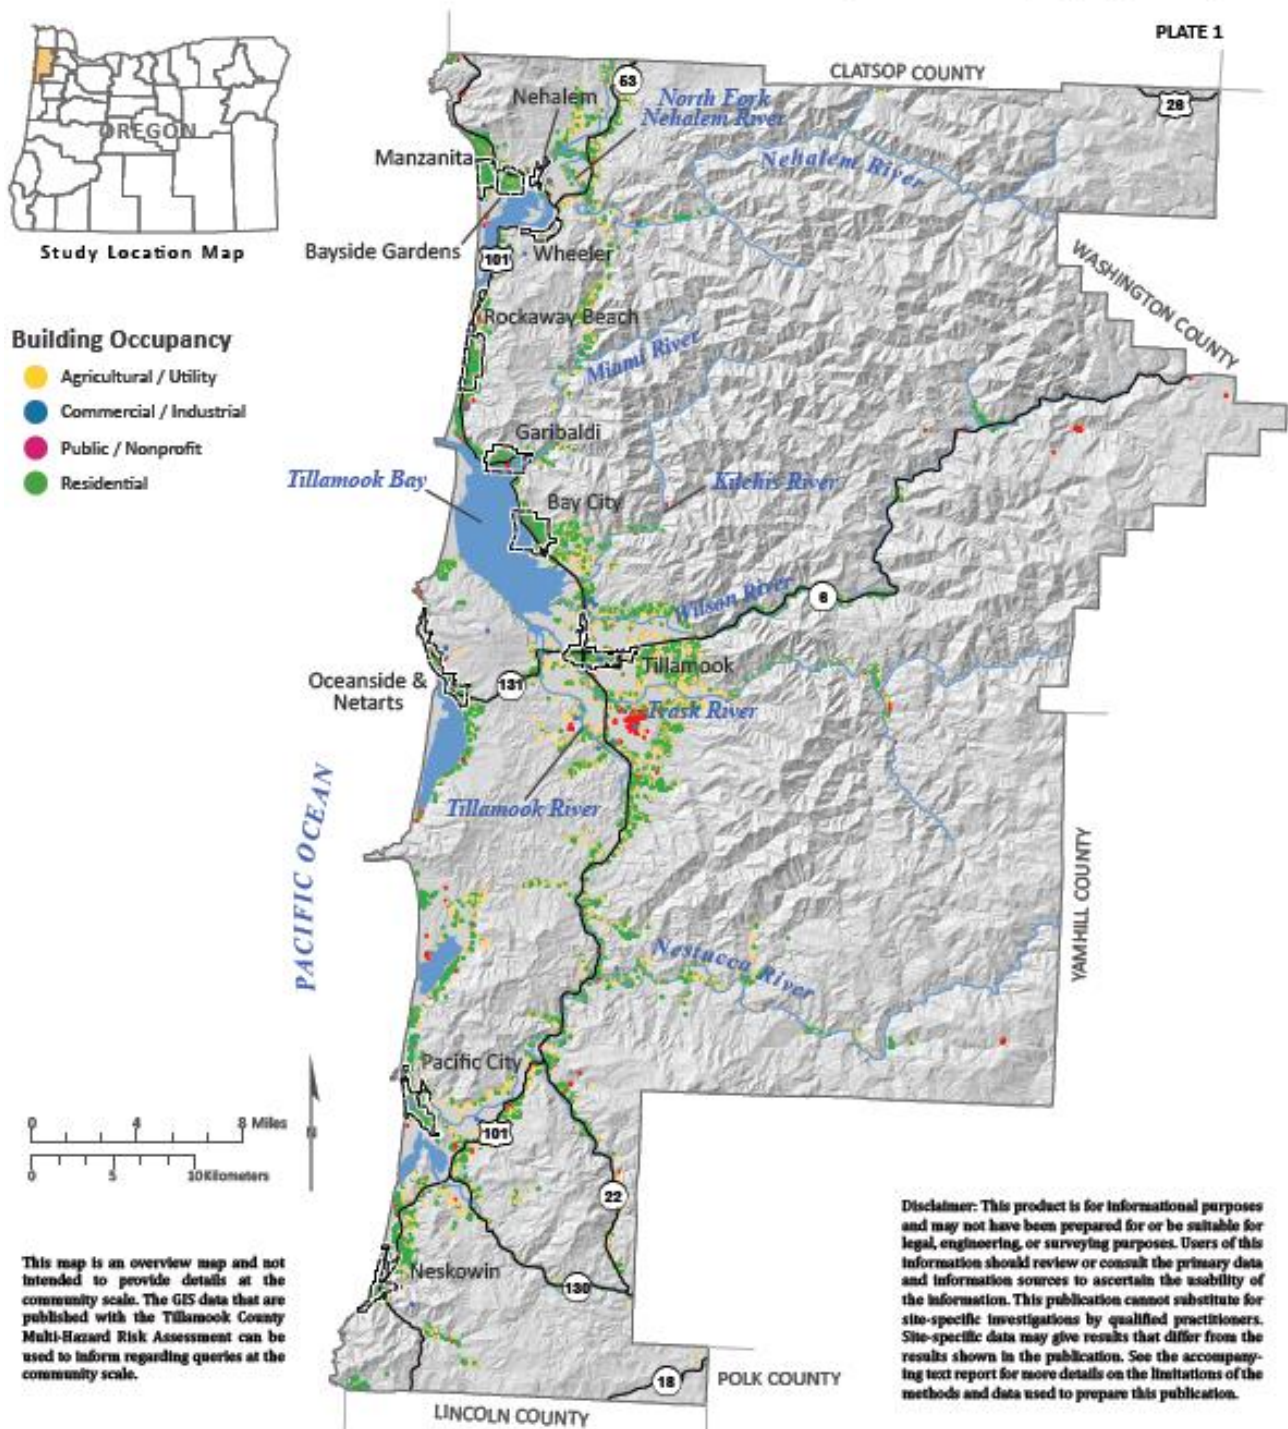 PLATE 1
OREGON
Study Location Map
Building Occupancy
Agricultural / Utility
Commercial / Industrial
Public / Nonprofit
Residential
CLATSOP COUNTY
26
53
Nehalem
North Fork
Nehalem River
Nehalem River
Manzanita
Bayside Gardens
Wheeler
101
WASHINGTON COUNTY
Rockaway Beach
Miami River
Garibaldi
Tillamook Bay
Kilchis River
Bay City
Wilson River
6
Tillamook
Oceanside &
Netarts
131
Trask River
Tillamook River
PACIFIC OCEAN
YAMHILL COUNTY
Nestucca River
Pacific City
101
22
Neskowin
130
18
POLK COUNTY
LINCOLN COUNTY
0 4 8 Miles
0 5 10 Kilometers
N
This map is an overview map and not
intended to provide details at the
community scale. The GIS data that are
published with the Tillamook County
Multi-Hazard Risk Assessment can be
used to inform regarding queries at the
community scale.
Disclaimer: This product is for informational purposes
and may not have been prepared for or be suitable for
legal, engineering, or surveying purposes. Users of this
information should review or consult the primary data
and information sources to ascertain the usability of
the information. This publication cannot substitute for
site-specific investigations by qualified practitioners.
Site-specific data may give results that differ from the
results shown in the publication. See the accompany-
ing text report for more details on the limitations of the
methods and data used to prepare this publication.